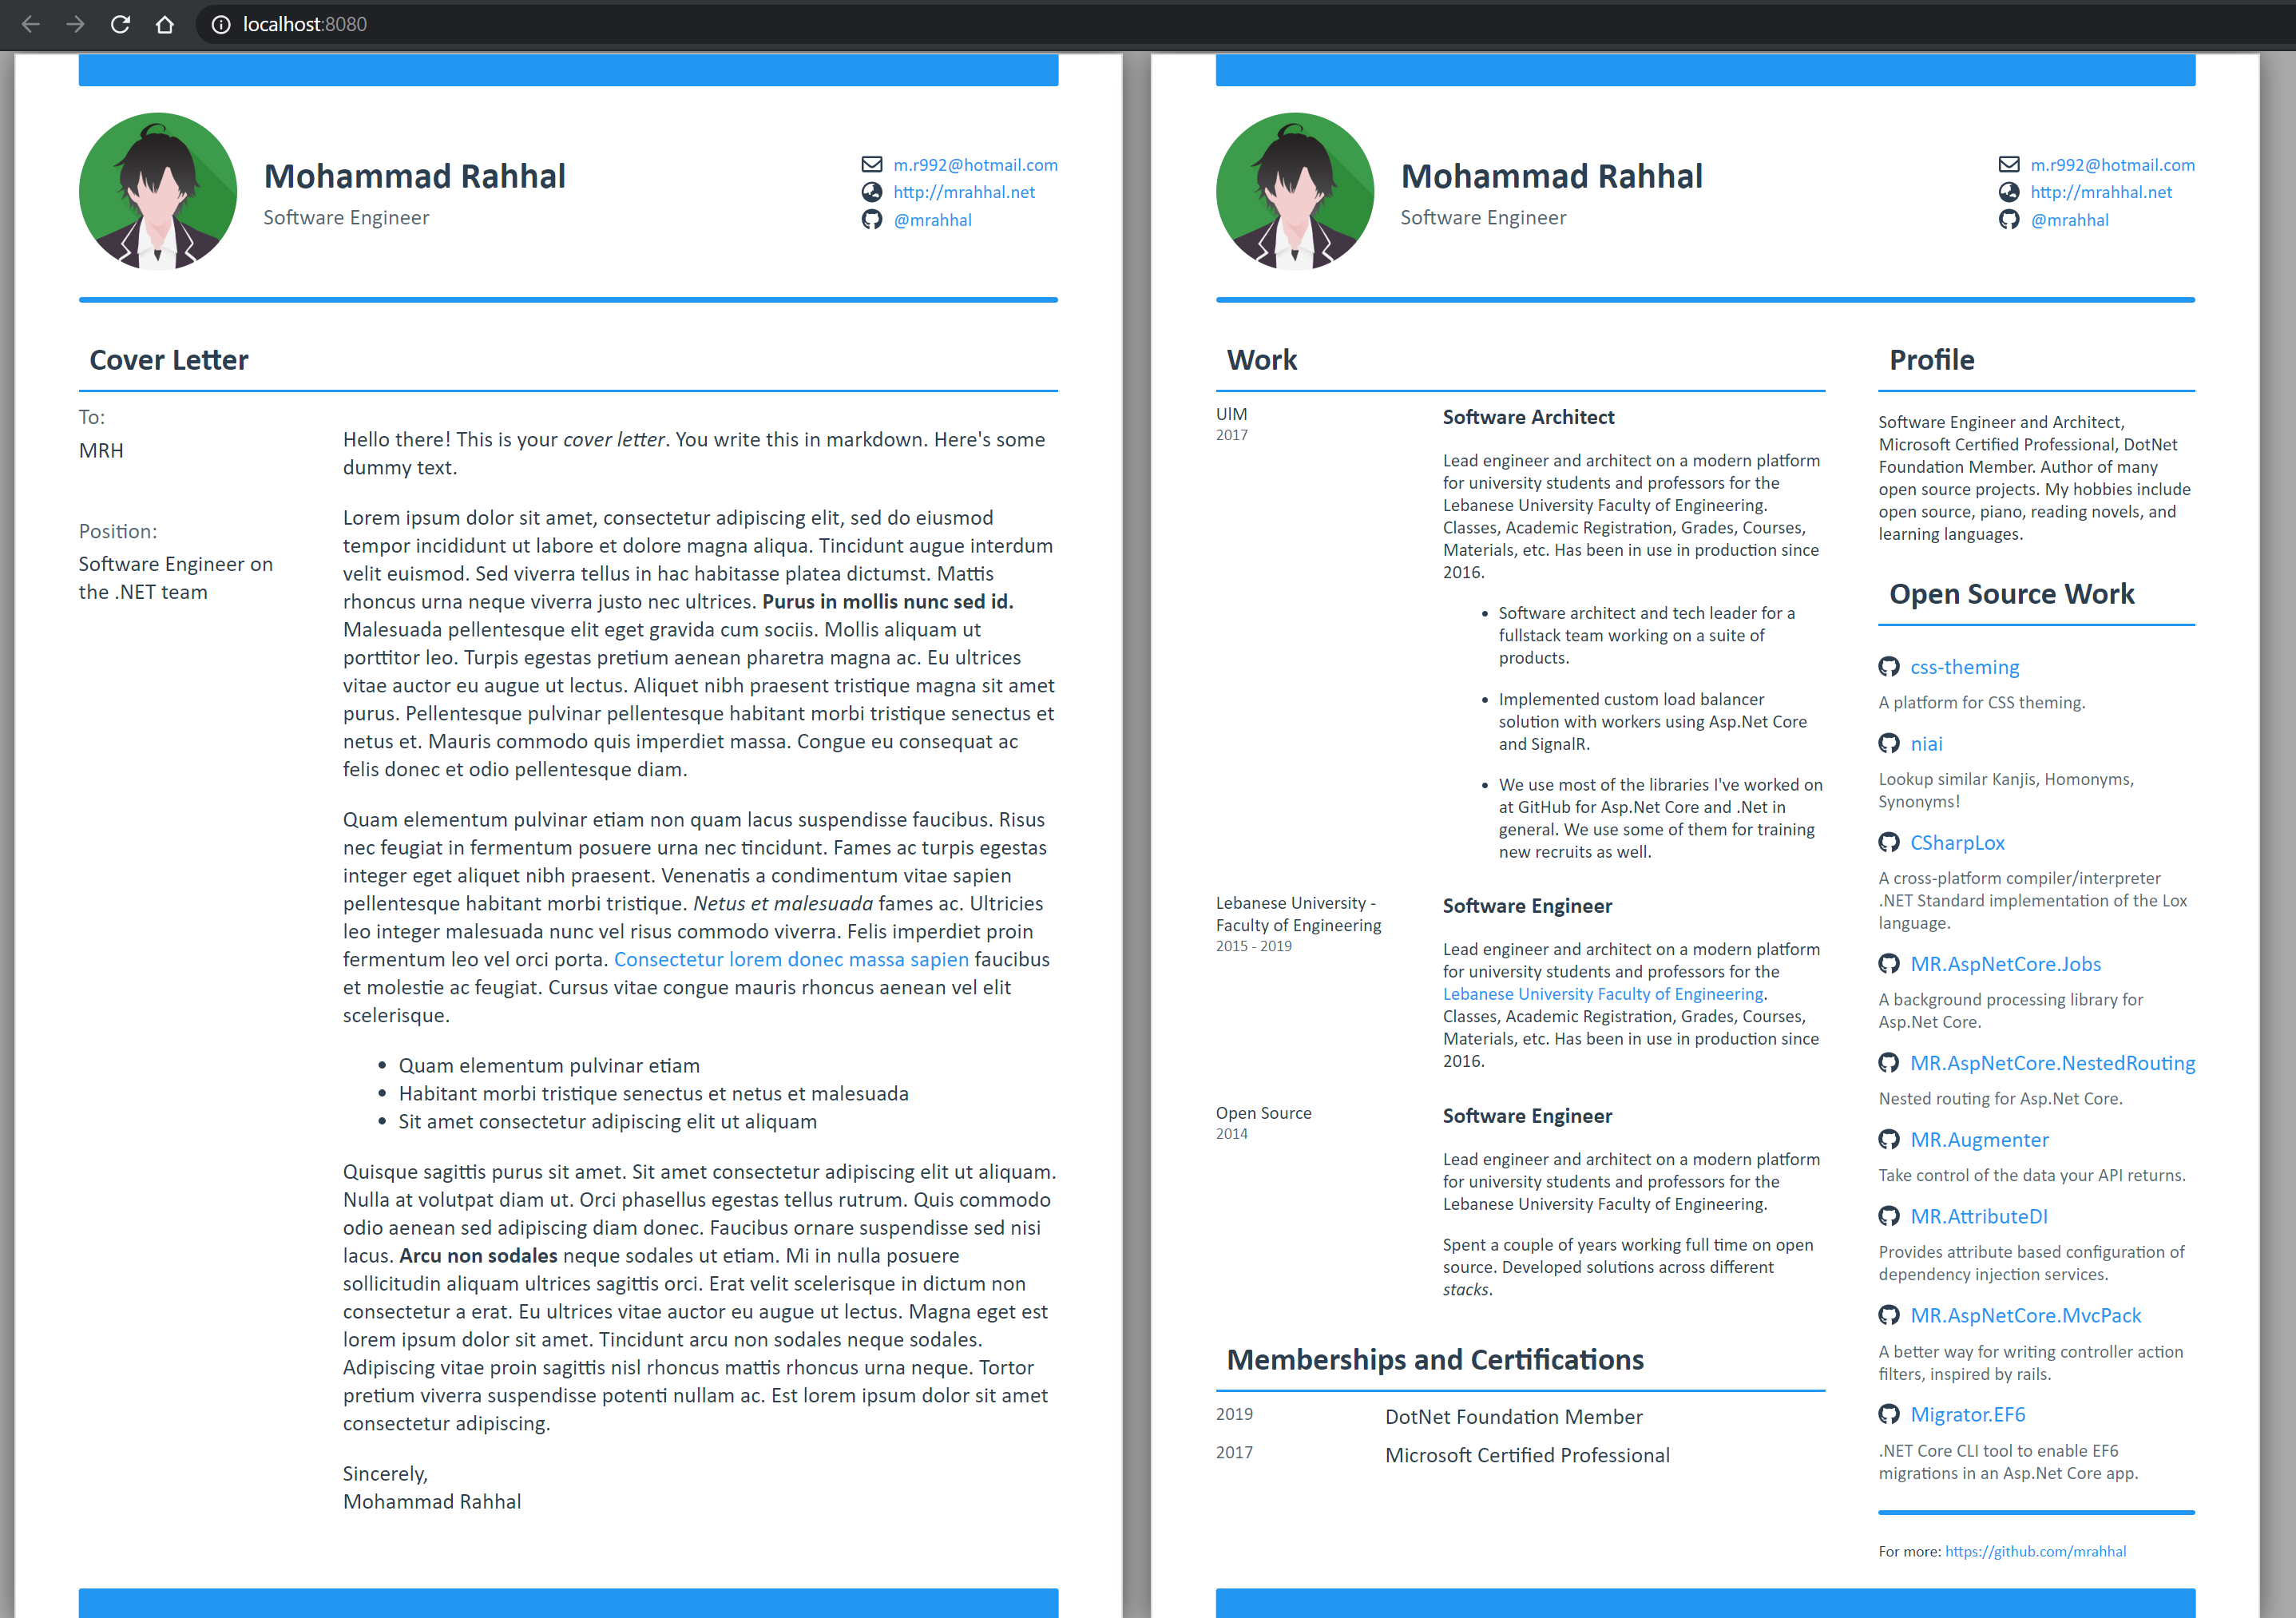 localhost:8080
Mohammad Rahhal
Software Engineer
m.r992@hotmail.com
http://mrahhal.net
@mrahhal
Cover Letter
To:
MRH
Position:
Software Engineer on
the .NET team
Hello there! This is your cover letter. You write this in markdown. Here's some
dummy text.
Lorem ipsum dolor sit amet, consectetur adipiscing elit, sed do eiusmod
tempor incididunt ut labore et dolore magna aliqua. Tincidunt augue interdum
velit euismod. Sed viverra tellus in hac habitasse platea dictumst. Mattis
rhoncus urna neque viverra justo nec ultrices. Purus in mollis nunc sed id.
Malesuada pellentesque elit eget gravida cum sociis. Mollis aliquam ut
porttitor leo. Turpis egestas pretium aenean pharetra magna ac. Eu ultrices
vitae auctor eu augue ut lectus. Aliquet nibh praesent tristique magna sit amet
purus. Pellentesque pulvinar pellentesque habitant morbi tristique senectus et
netus et. Mauris commodo quis imperdiet massa. Congue eu consequat ac
felis donec et odio pellentesque diam.
Quam elementum pulvinar etiam non quam lacus suspendisse faucibus. Risus
nec feugiat in fermentum posuere urna nec tincidunt. Fames ac turpis egestas
integer eget aliquet nibh praesent. Venenatis a condimentum vitae sapien
pellentesque habitant morbi tristique. Netus et malesuada fames ac. Ultricies
leo integer malesuada nunc vel risus commodo viverra. Felis imperdiet proin
fermentum leo vel orci porta. Consectetur lorem donec massa sapien faucibus
et molestie ac feugiat. Cursus vitae congue mauris rhoncus aenean vel elit
scelerisque.
• Quam elementum pulvinar etiam
• Habitant morbi tristique senectus et netus et malesuada
• Sit amet consectetur adipiscing elit ut aliquam
Quisque sagittis purus sit amet. Sit amet consectetur adipiscing elit ut aliquam.
Nulla at volutpat diam ut. Orci phasellus egestas tellus rutrum. Quis commodo
odio aenean sed adipiscing diam donec. Faucibus ornare suspendisse sed nisi
lacus. Arcu non sodales neque sodales ut etiam. Mi in nulla posuere
sollicitudin aliquam ultrices sagittis orci. Erat velit scelerisque in dictum non
consectetur a erat. Eu ultrices vitae auctor eu augue ut lectus. Magna eget est
lorem ipsum dolor sit amet. Tincidunt arcu non sodales neque sodales.
Adipiscing vitae proin sagittis nisl rhoncus mattis rhoncus urna neque. Tortor
pretium viverra suspendisse potenti nullam ac. Est lorem ipsum dolor sit amet
consectetur adipiscing.
Sincerely,
Mohammad Rahhal
Mohammad Rahhal
Software Engineer
m.r992@hotmail.com
http://mrahhal.net
@mrahhal
Work
UIM
2017
Software Architect
Lead engineer and architect on a modern platform
for university students and professors for the
Lebanese University Faculty of Engineering.
Classes, Academic Registration, Grades, Courses,
Materials, etc. Has been in use in production since
2016.
• Software architect and tech leader for a
fullstack team working on a suite of
products.
• Implemented custom load balancer
solution with workers using Asp.Net Core
and SignalR.
• We use most of the libraries I've worked on
at GitHub for Asp.Net Core and .Net in
general. We use some of them for training
new recruits as well.
Lebanese University -
Faculty of Engineering
2015 - 2019
Software Engineer
Lead engineer and architect on a modern platform
for university students and professors for the
Lebanese University Faculty of Engineering.
Classes, Academic Registration, Grades, Courses,
Materials, etc. Has been in use in production since
2016.
Open Source
2014
Software Engineer
Lead engineer and architect on a modern platform
for university students and professors for the
Lebanese University Faculty of Engineering.
Spent a couple of years working full time on open
source. Developed solutions across different
stacks.
Memberships and Certifications
2019 DotNet Foundation Member
2017 Microsoft Certified Professional
Profile
Software Engineer and Architect,
Microsoft Certified Professional, DotNet
Foundation Member. Author of many
open source projects. My hobbies include
open source, piano, reading novels, and
learning languages.
Open Source Work
css-theming
A platform for CSS theming.
niai
Lookup similar Kanjis, Homonyms,
Synonyms!
CSharpLox
A cross-platform compiler/interpreter
.NET Standard implementation of the Lox
language.
MR.AspNetCore.Jobs
A background processing library for
Asp.Net Core.
MR.AspNetCore.NestedRouting
Nested routing for Asp.Net Core.
MR.Augmenter
Take control of the data your API returns.
MR.AttributeDI
Provides attribute based configuration of
dependency injection services.
MR.AspNetCore.MvcPack
A better way for writing controller action
filters, inspired by rails.
Migrator.EF6
.NET Core CLI tool to enable EF6
migrations in an Asp.Net Core app.
For more: https://github.com/mrahhal